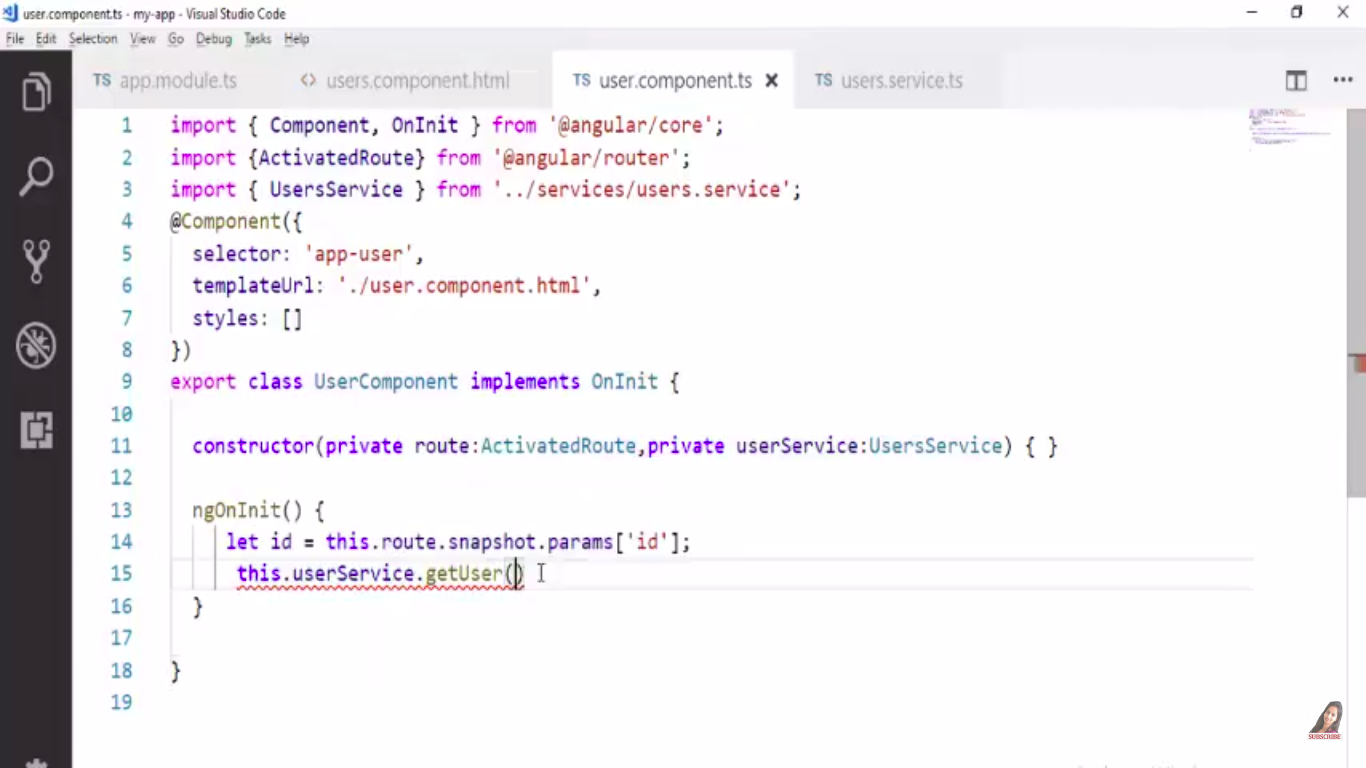 user.component.ts - my-app - Visual Studio Code
File Edit Selection View Go Debug Tasks Help
TS app.module.ts <> users.component.html TS user.component.ts TS users.service.ts
1 import { Component, OnInit } from '@angular/core';
2 import {ActivatedRoute} from '@angular/router';
3 import { UsersService } from '../services/users.service';
4 @Component({
5 selector: 'app-user',
6 templateUrl: './user.component.html',
7 styles: []
8 })
9 export class UserComponent implements OnInit {
10
11 constructor(private route:ActivatedRoute,private userService:UsersService) { }
12
13 ngOnInit() {
14 let id = this.route.snapshot.params['id'];
15 this.userService.getUser()
16 }
17
18 }
19
SUBSCRIBE